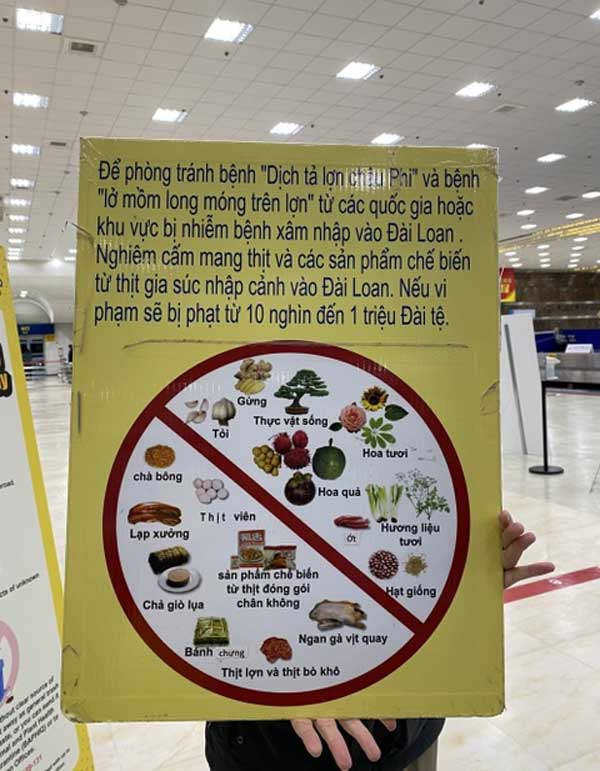 Để phòng tránh bệnh "Dịch tả lợn châu Phi" và bệnh
"lở mồm long móng trên lợn" từ các quốc gia hoặc
khu vực bị nhiễm bệnh xâm nhập vào Đài Loan .
Nghiêm cấm mang thịt và các sản phẩm chế biến
từ thịt gia súc nhập cảnh vào Đài Loan. Nếu vi
phạm sẽ bị phạt từ 10 nghìn đến 1 triệu Đài tệ.
Gừng
Tỏi
Thực vật sống
Hoa tươi
Hoa quả
ớt
Hương liệu
tươi
Hạt giống
chà bông
Thịt viên
Lạp xưởng
sản phẩm chế biến
từ thịt đóng gói
chân không
Chả giò lụa
Bánh chưng
Ngan gà vịt quay
Thịt lợn và thịt bò khô